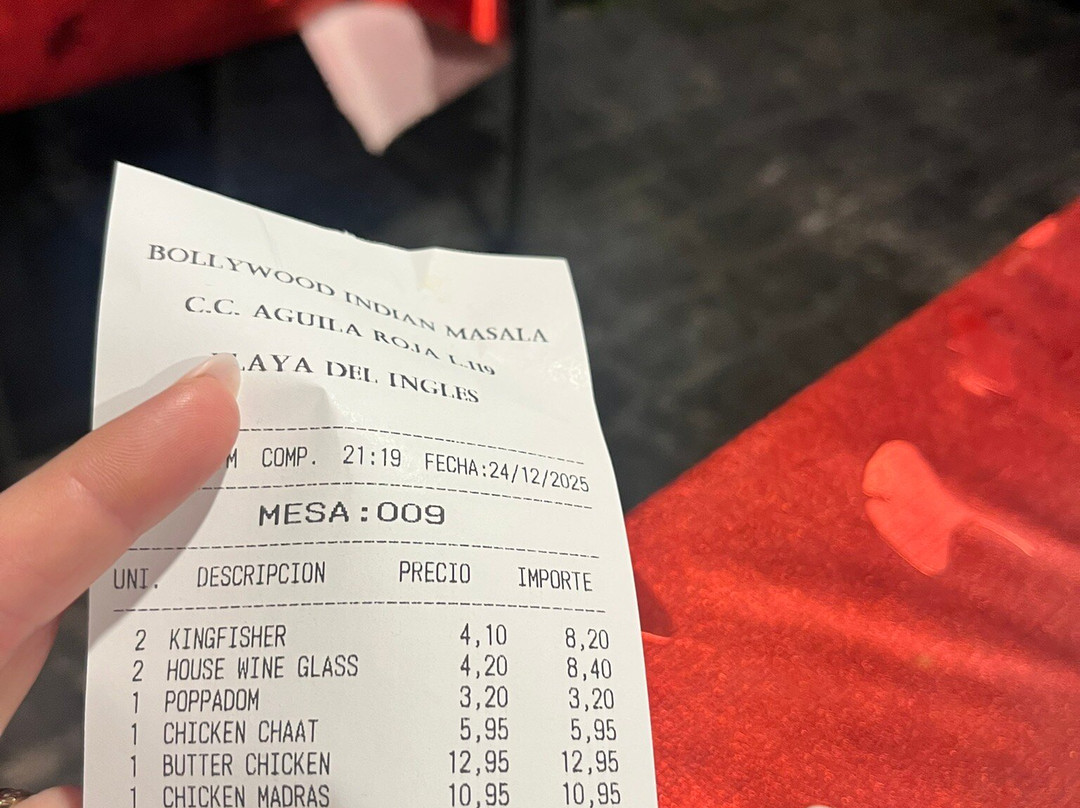 BOLLYWOOD INDIAN MASALA
C.C. AGUILA ROJA L.119
PLAYA DEL INGLES
M COMP. 21:19 FECHA:24/12/2025
MESA:009
UNI. DESCRIPCION PRECIO IMPORTE
2 KINGFISHER 4,10 8,20
2 HOUSE WINE GLASS 4,20 8,40
1 POPPADOM 3,20 3,20
1 CHICKEN CHAAT 5,95 5,95
1 BUTTER CHICKEN 12,95 12,95
1 CHICKEN MADRAS 10,95 10,95